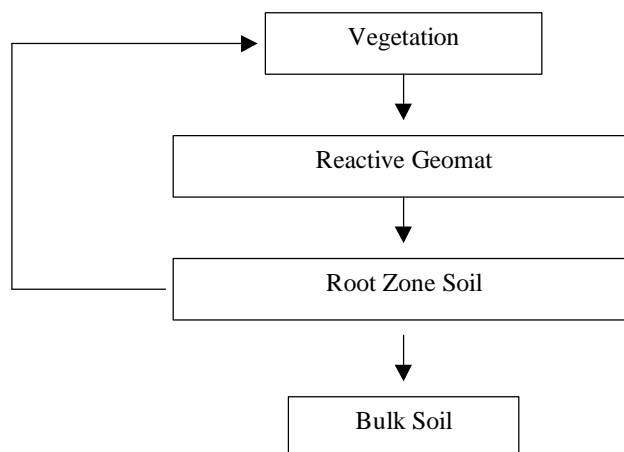 Vegetation
Reactive Geomat
Root Zone Soil
Bulk Soil